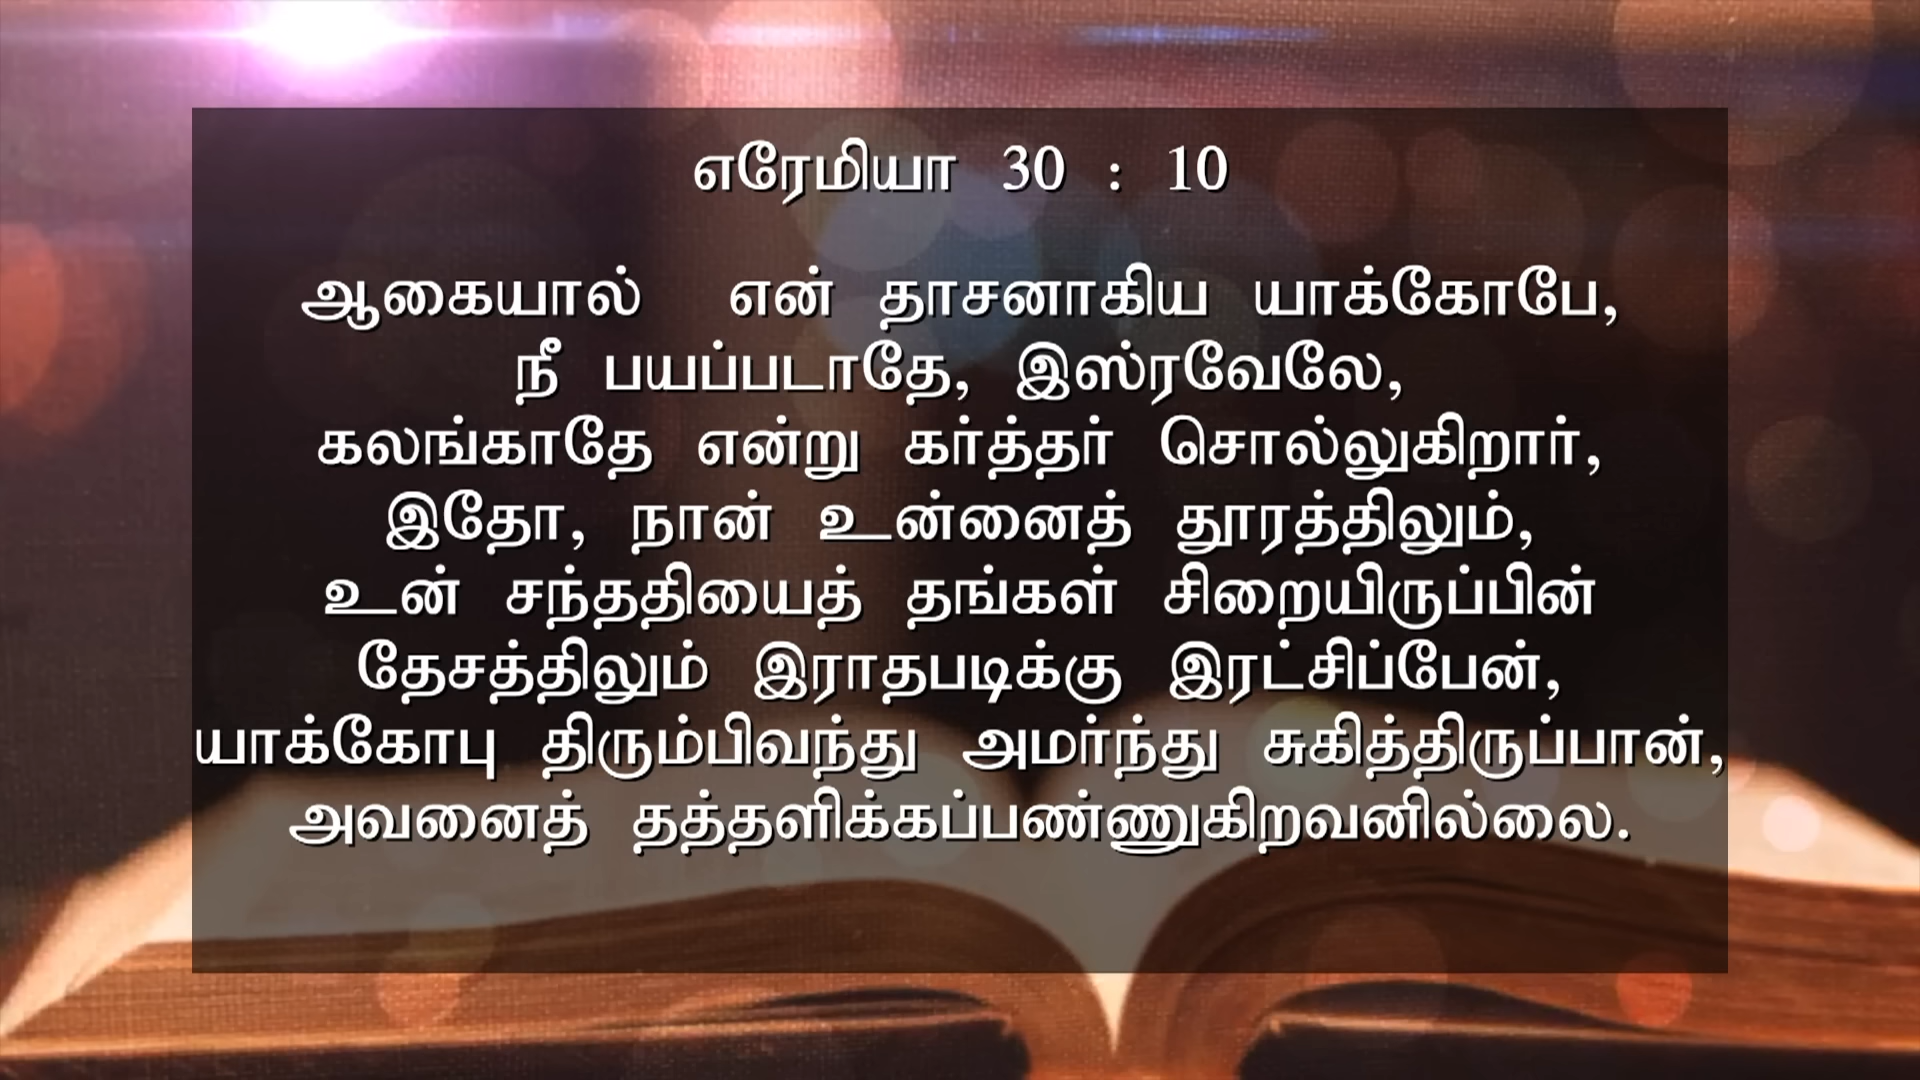 எரேமியா 30 : 10
ஆகையால் என் தாசனாகிய யாக்கோபே,
நீ பயப்படாதே, இஸ்ரவேலே,
கலங்காதே என்று கர்த்தர் சொல்லுகிறார்,
இதோ, நான் உன்னைத் தூரத்திலும்,
உன் சந்ததியைத் தங்கள் சிறையிருப்பின்
தேசத்திலும் இராதபடிக்கு இரட்சிப்பேன்,
யாக்கோபு திரும்பிவந்து அமர்ந்து சுகித்திருப்பான்,
அவனைத் தத்தளிக்கப்பண்ணுகிறவனில்லை.